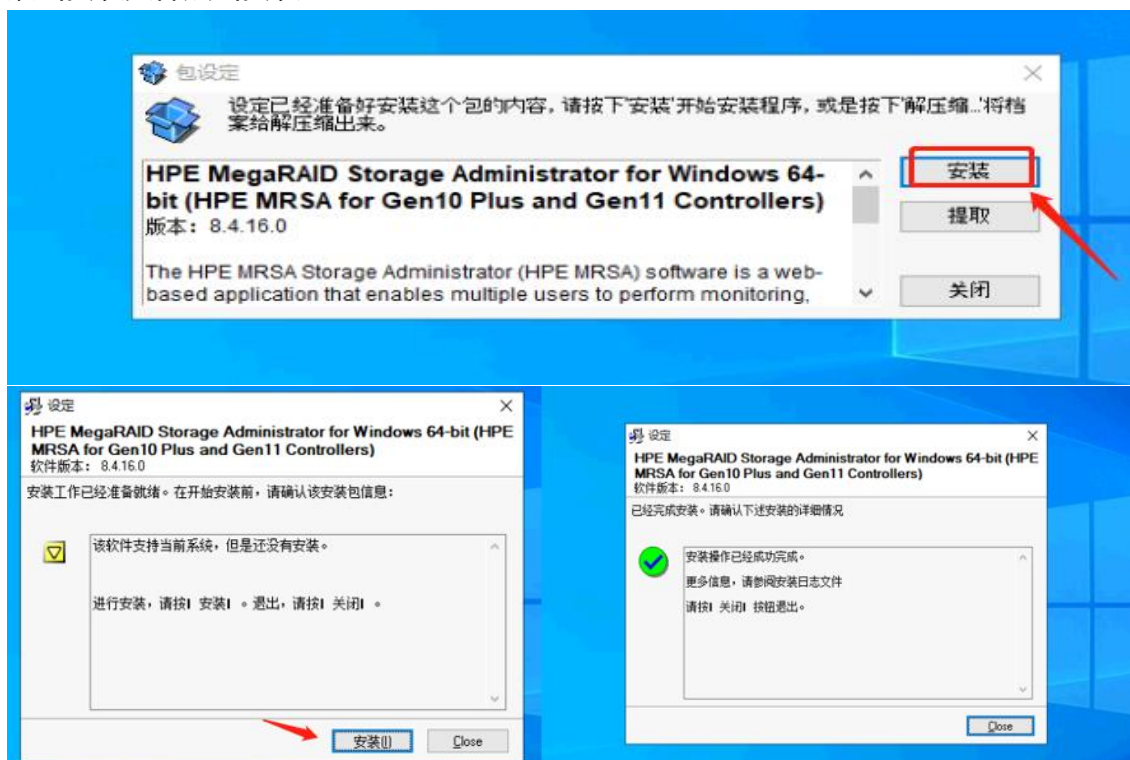 包设定
设定已经准备好安装这个包的内容, 请按下'安装'开始安装程序, 或是按下'解压缩...'将档
案给解压缩出来。
HPE MegaRAID Storage Administrator for Windows 64-
bit (HPE MRSA for Gen10 Plus and Gen11 Controllers)
版本: 8.4.16.0
The HPE MRSA Storage Administrator (HPE MRSA) software is a web-
based application that enables multiple users to perform monitoring,
安装
提取
关闭
设定
HPE MegaRAID Storage Administrator for Windows 64-bit (HPE
MRSA for Gen10 Plus and Gen11 Controllers)
软件版本: 8.4.16.0
安装工作已经准备就绪。在开始安装前，请确认该安装包信息:
该软件支持当前系统，但是还没有安装。
进行安装，请按I 安装I 。退出，请按I 关闭I 。
安装(I)
Close
设定
HPE MegaRAID Storage Administrator for Windows 64-bit (HPE
MRSA for Gen10 Plus and Gen11 Controllers)
软件版本: 8.4.16.0
已经完成安装。请确认下述安装的详细情况
安装操作已经成功完成。
更多信息，请参阅安装日志文件
请按I 关闭I 按钮退出。
Close